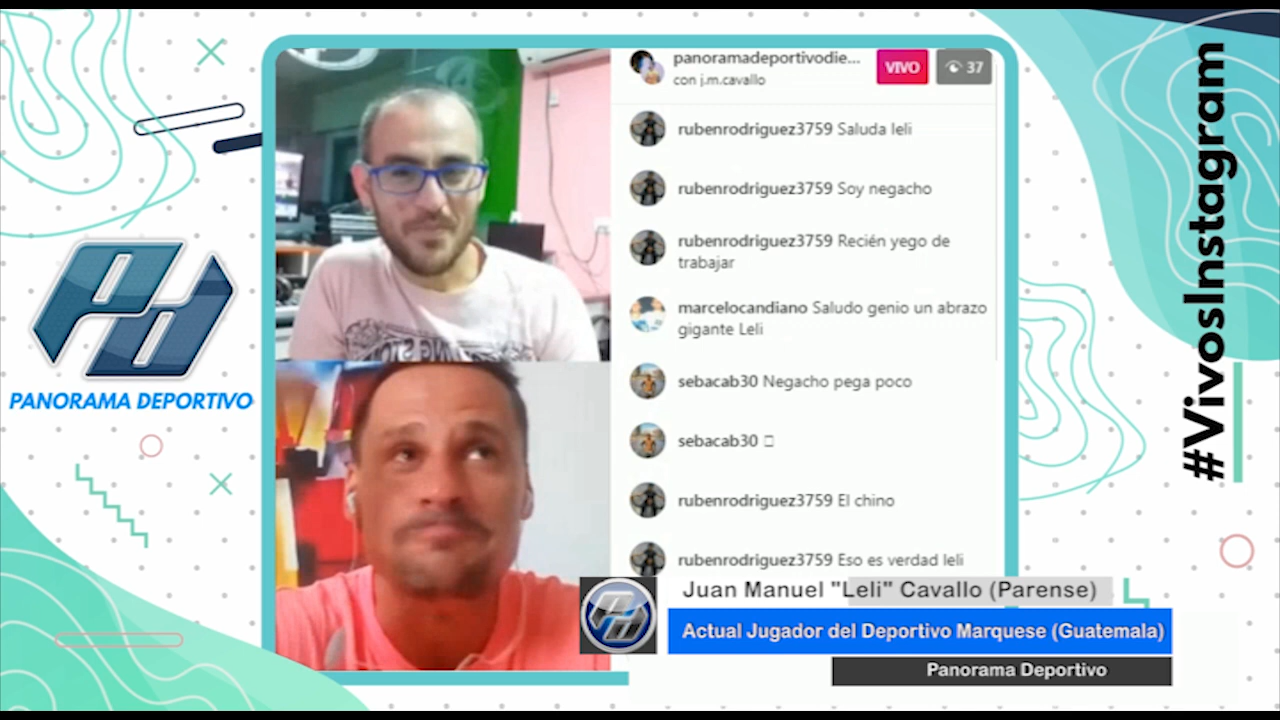 panoramadeportivodie...
con j.m.cavallo
VIVO
37
rubenrodriguez3759 Saluda leli
rubenrodriguez3759 Soy negacho
rubenrodriguez3759 Recién yego de
trabajar
marcelocandiano Saludo genio un abrazo
gigante Leli
sebacab30 Negacho pega poco
sebacab30
rubenrodriguez3759 El chino
rubenrodriguez3759 Eso es verdad leli
PD
PANORAMA DEPORTIVO
#VivosInstagram
PD
Juan Manuel "Leli" Cavallo (Parense)
Actual Jugador del Deportivo Marquese (Guatemala)
Panorama Deportivo